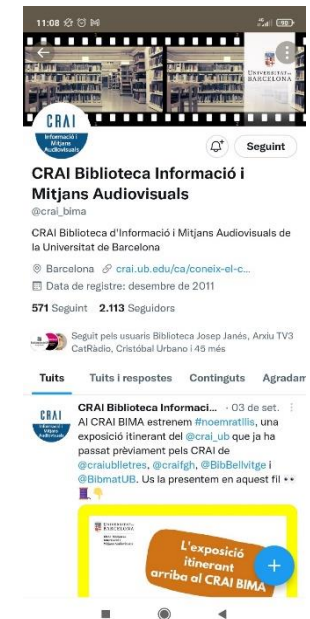 11:08
90
UNIVERSITAT DE
BARCELONA
CRAI
Informació i
Mitjans
Audiovisuals
Seguint
CRAI Biblioteca Informació i
Mitjans Audiovisuals
@crai_bima
CRAI Biblioteca d'Informació i Mitjans Audiovisuals de
la Universitat de Barcelona
Barcelona crai.ub.edu/ca/coneix-el-c...
Data de registre: desembre de 2011
571 Seguint 2.113 Seguidors
Seguit pels usuaris Biblioteca Josep Janés, Arxiu TV3
CatRàdio, Cristóbal Urbano i 45 més
Tuits Tuits i respostes Continguts Agradam
CRAI Biblioteca Informaci... · 03 de set.
CRAI
Informació i
Mitjans
Audiovisuals
Al CRAI BIMA estrenem #noemratllis, una
exposició itinerant del @crai_ub que ja ha
passat prèviament pels CRAI de
@craiublletres, @craifgh, @BibBellvitge i
@BibmatUB. Us la presentem en aquest fil 👀
🧵👇
UNIVERSITAT DE
BARCELONA
L'exposició
itinerant
arriba al CRAI BIMA